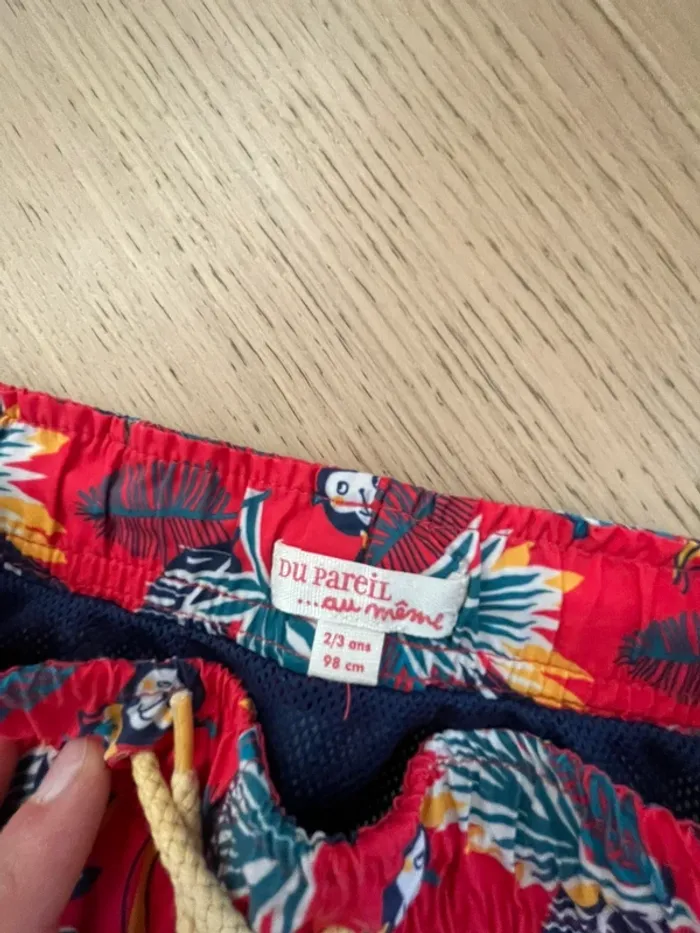 DU PAREIL
...au même
2/3 ans
98 cm